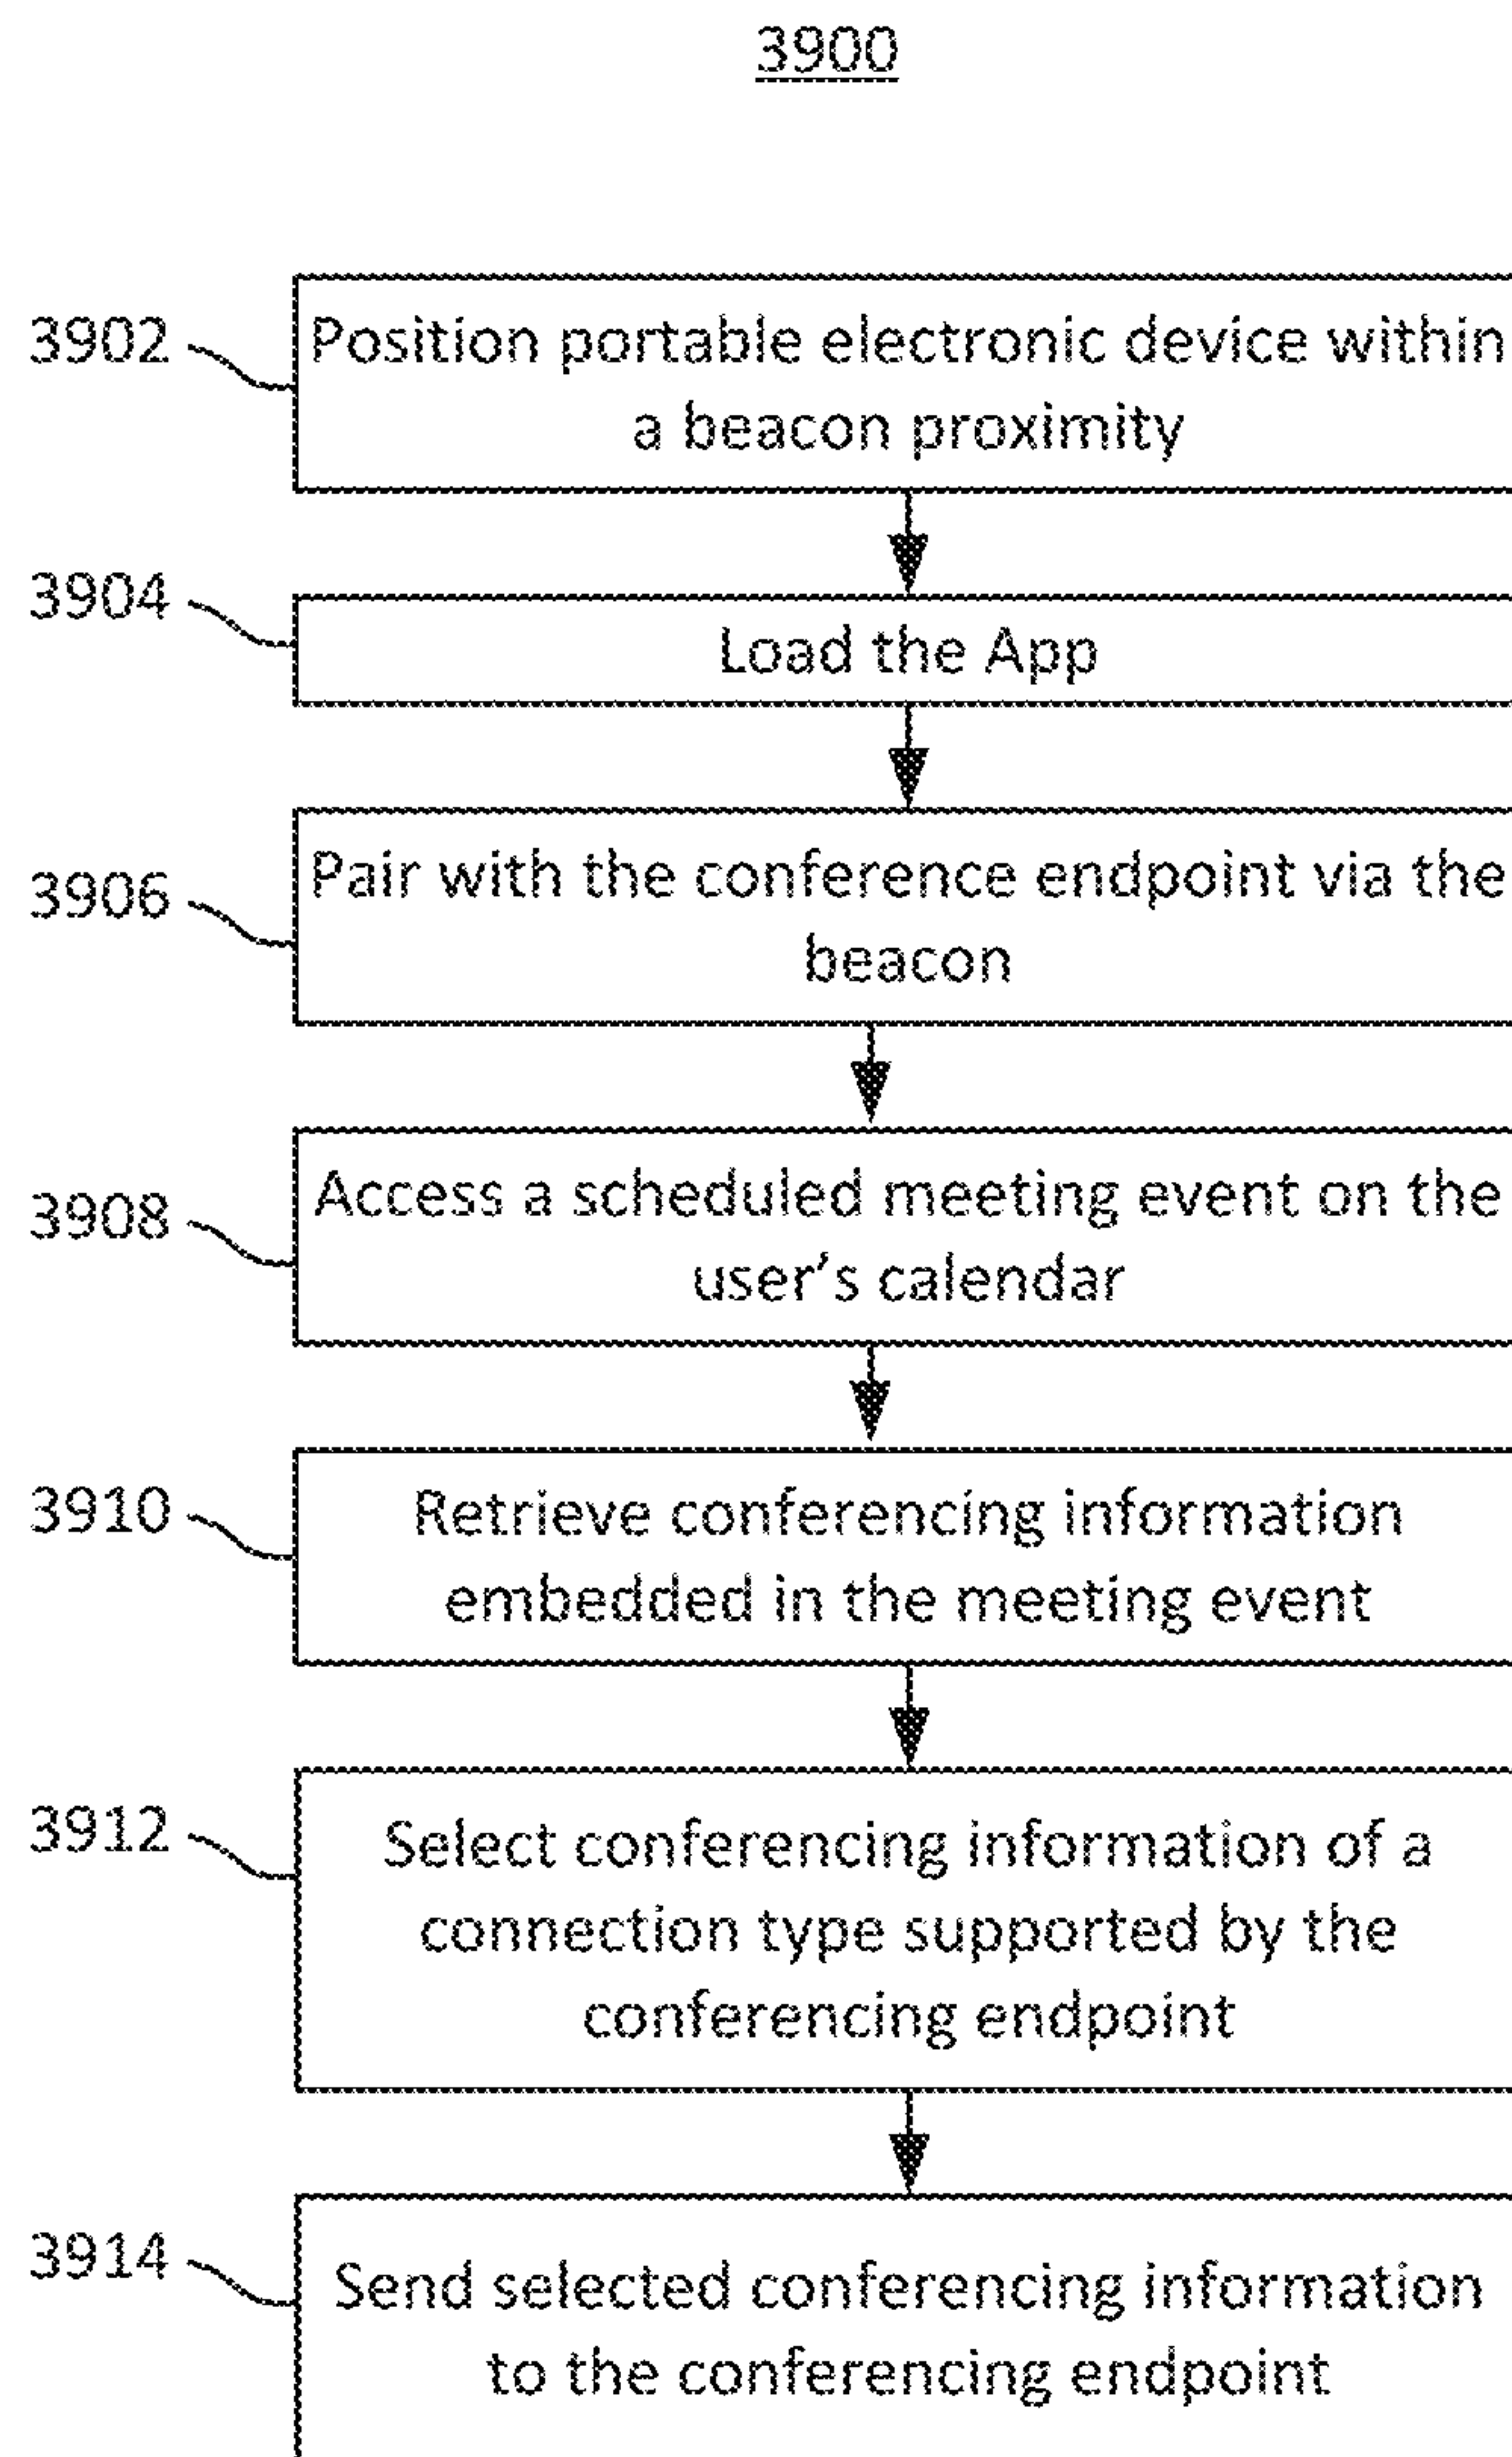 3900
3902
Position portable electronic device within
a beacon proximity
3904
Load the App
3906
Pair with the conference endpoint via the
beacon
3908
Access a scheduled meeting event on the
user's calendar
3910
Retrieve conferencing information
embedded in the meeting event
3912
Select conferencing information of a
connection type supported by the
conferencing endpoint
3914
Send selected conferencing information
to the conferencing endpoint